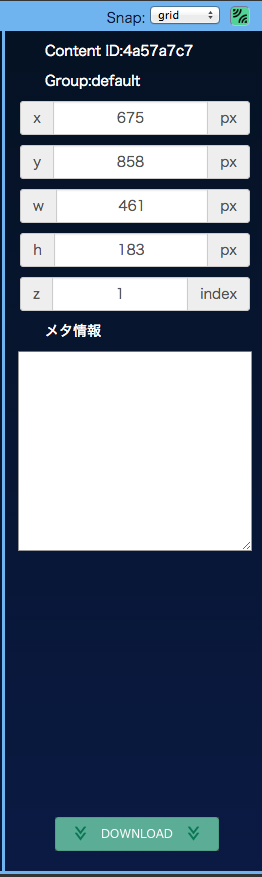 Snap: grid
Content ID:4a57a7c7
Group:default
x 675 px
y 858 px
w 461 px
h 183 px
z 1 index
メタ情報
DOWNLOAD